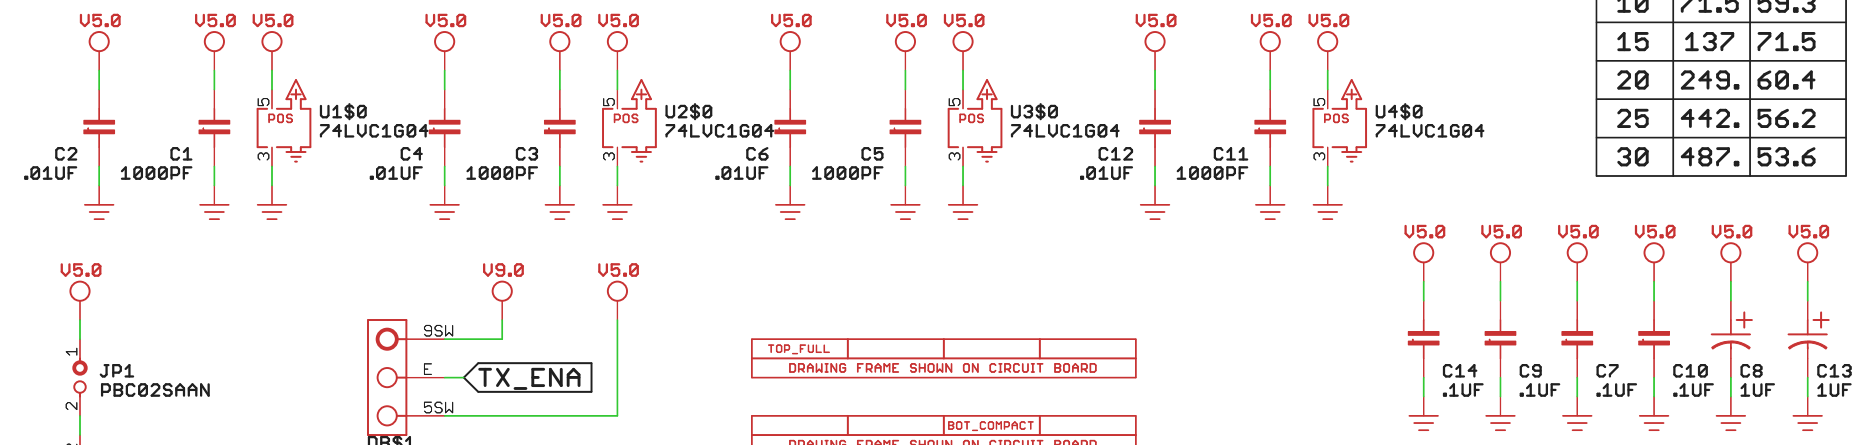 V5.0 V5.0 V5.0 V5.0 V5.0 V5.0 V5.0 V5.0 V5.0 V5.0 V5.0 V5.0
10 71.5 59.3
15 137 71.5
20 249. 60.4
25 442. 56.2
30 487. 53.6
5 POS 3 U1$0
74LVC1G04
5 POS 3 U2$0
74LVC1G04
5 POS 3 U3$0
74LVC1G04
5 POS 3 U4$0
74LVC1G04
C2
.01UF
C1
1000PF
C4
.01UF
C3
1000PF
C6
.01UF
C5
1000PF
C12
.01UF
C11
1000PF
V5.0 V5.0 V5.0 V5.0 V5.0 V5.0
C14
.1UF
C9
.1UF
C7
.1UF
C10
.1UF
C8
1UF
C13
1UF
V5.0
1
JP1
PBC02SAAN
2
V9.0 V5.0
9SW
E
TX_ENA
5SW
TOP_FULL
DRAWING FRAME SHOWN ON CIRCUIT BOARD
BOT_COMPACT
DRAWING FRAME SHOWN ON CIRCUIT BOARD